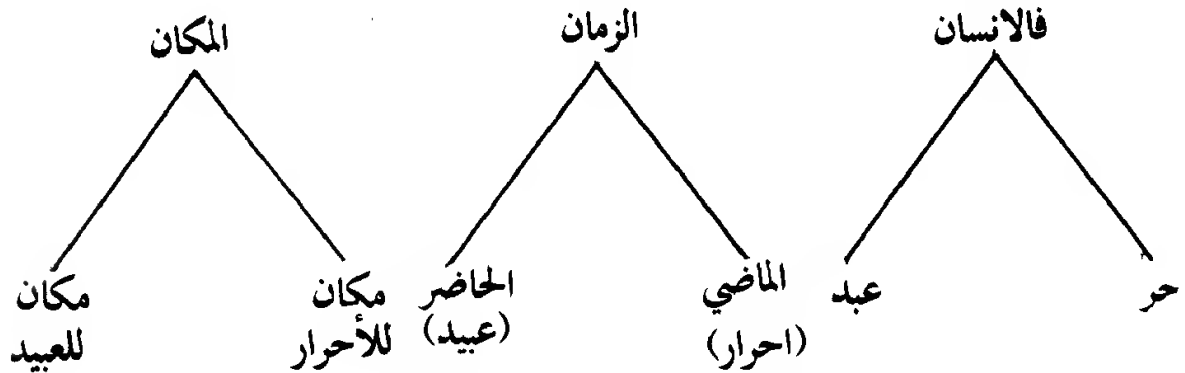 فالانسان الزمان المكان
حر عبد الماضي الحاضر مكان مكان
(احرار) (عبيد) للأحرار للعبيد